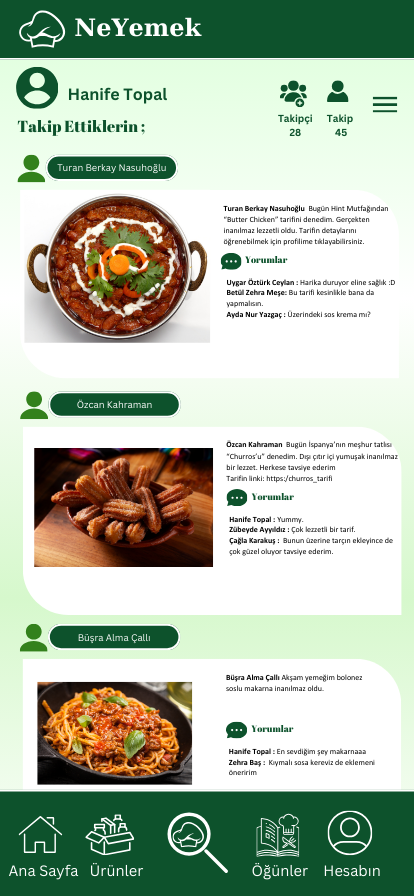 NeYemek
Hanife Topal
Takipçi
28
Takip
45
Takip Ettiklerin ;
Turan Berkay Nasuhoğlu
Turan Berkay Nasuhoğlu Bugün Hint Mutfağından
"Butter Chicken" tarifini denedim. Gerçekten
inanılmaz lezzetli oldu. Tarifin detaylarını
öğrenebilmek için profilime tıklayabilirsiniz.
Yorumlar
Uygar Öztürk Ceylan : Harika duruyor eline sağlık :D
Betül Zehra Meşe: Bu tarifi kesinlikle bana da
yapmalısın.
Ayda Nur Yazgaç : Üzerindeki sos krema mı?
Özcan Kahraman
Özcan Kahraman Bugün İspanya'nın meşhur tatlısı
"Churros'u" denedim. Dışı çıtır içi yumuşak inanılmaz
bir lezzet. Herkese tavsiye ederim
Tarifin linki: https:/churros_tarifi
Yorumlar
Hanife Topal : Yummy.
Zübeyde Ayyıldız : Çok lezzetli bir tarif.
Çağla Karakuş : Bunun üzerine tarçın ekleyince de
çok güzel oluyor tavsiye ederim.
Büşra Alma Çallı
Büşra Alma Çallı Akşam yemeğim bolonez
soslu makarna inanılmaz oldu.
Yorumlar
Hanife Topal : En sevdiğim şey makarnaaa
Zehra Baş : Kıymalı sosa kereviz de eklemeni
öneririm
Ana Sayfa
Ürünler
Öğünler
Hesabın